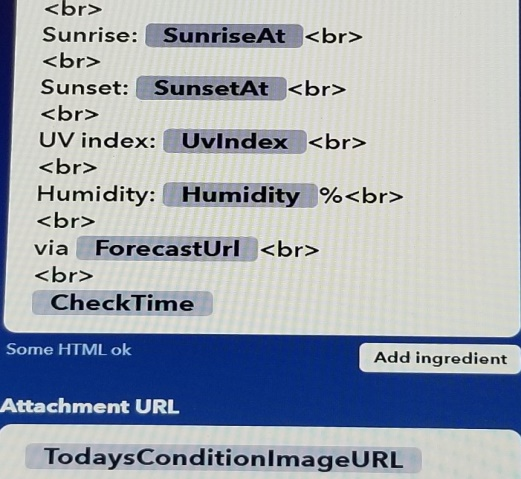 <br>
Sunrise: SunriseAt <br>
<br>
Sunset: SunsetAt <br>
<br>
UV index: UvIndex <br>
<br>
Humidity: Humidity %<br>
<br>
via ForecastUrl <br>
<br>
CheckTime
Some HTML ok
Add ingredient
Attachment URL
TodaysConditionImageURL